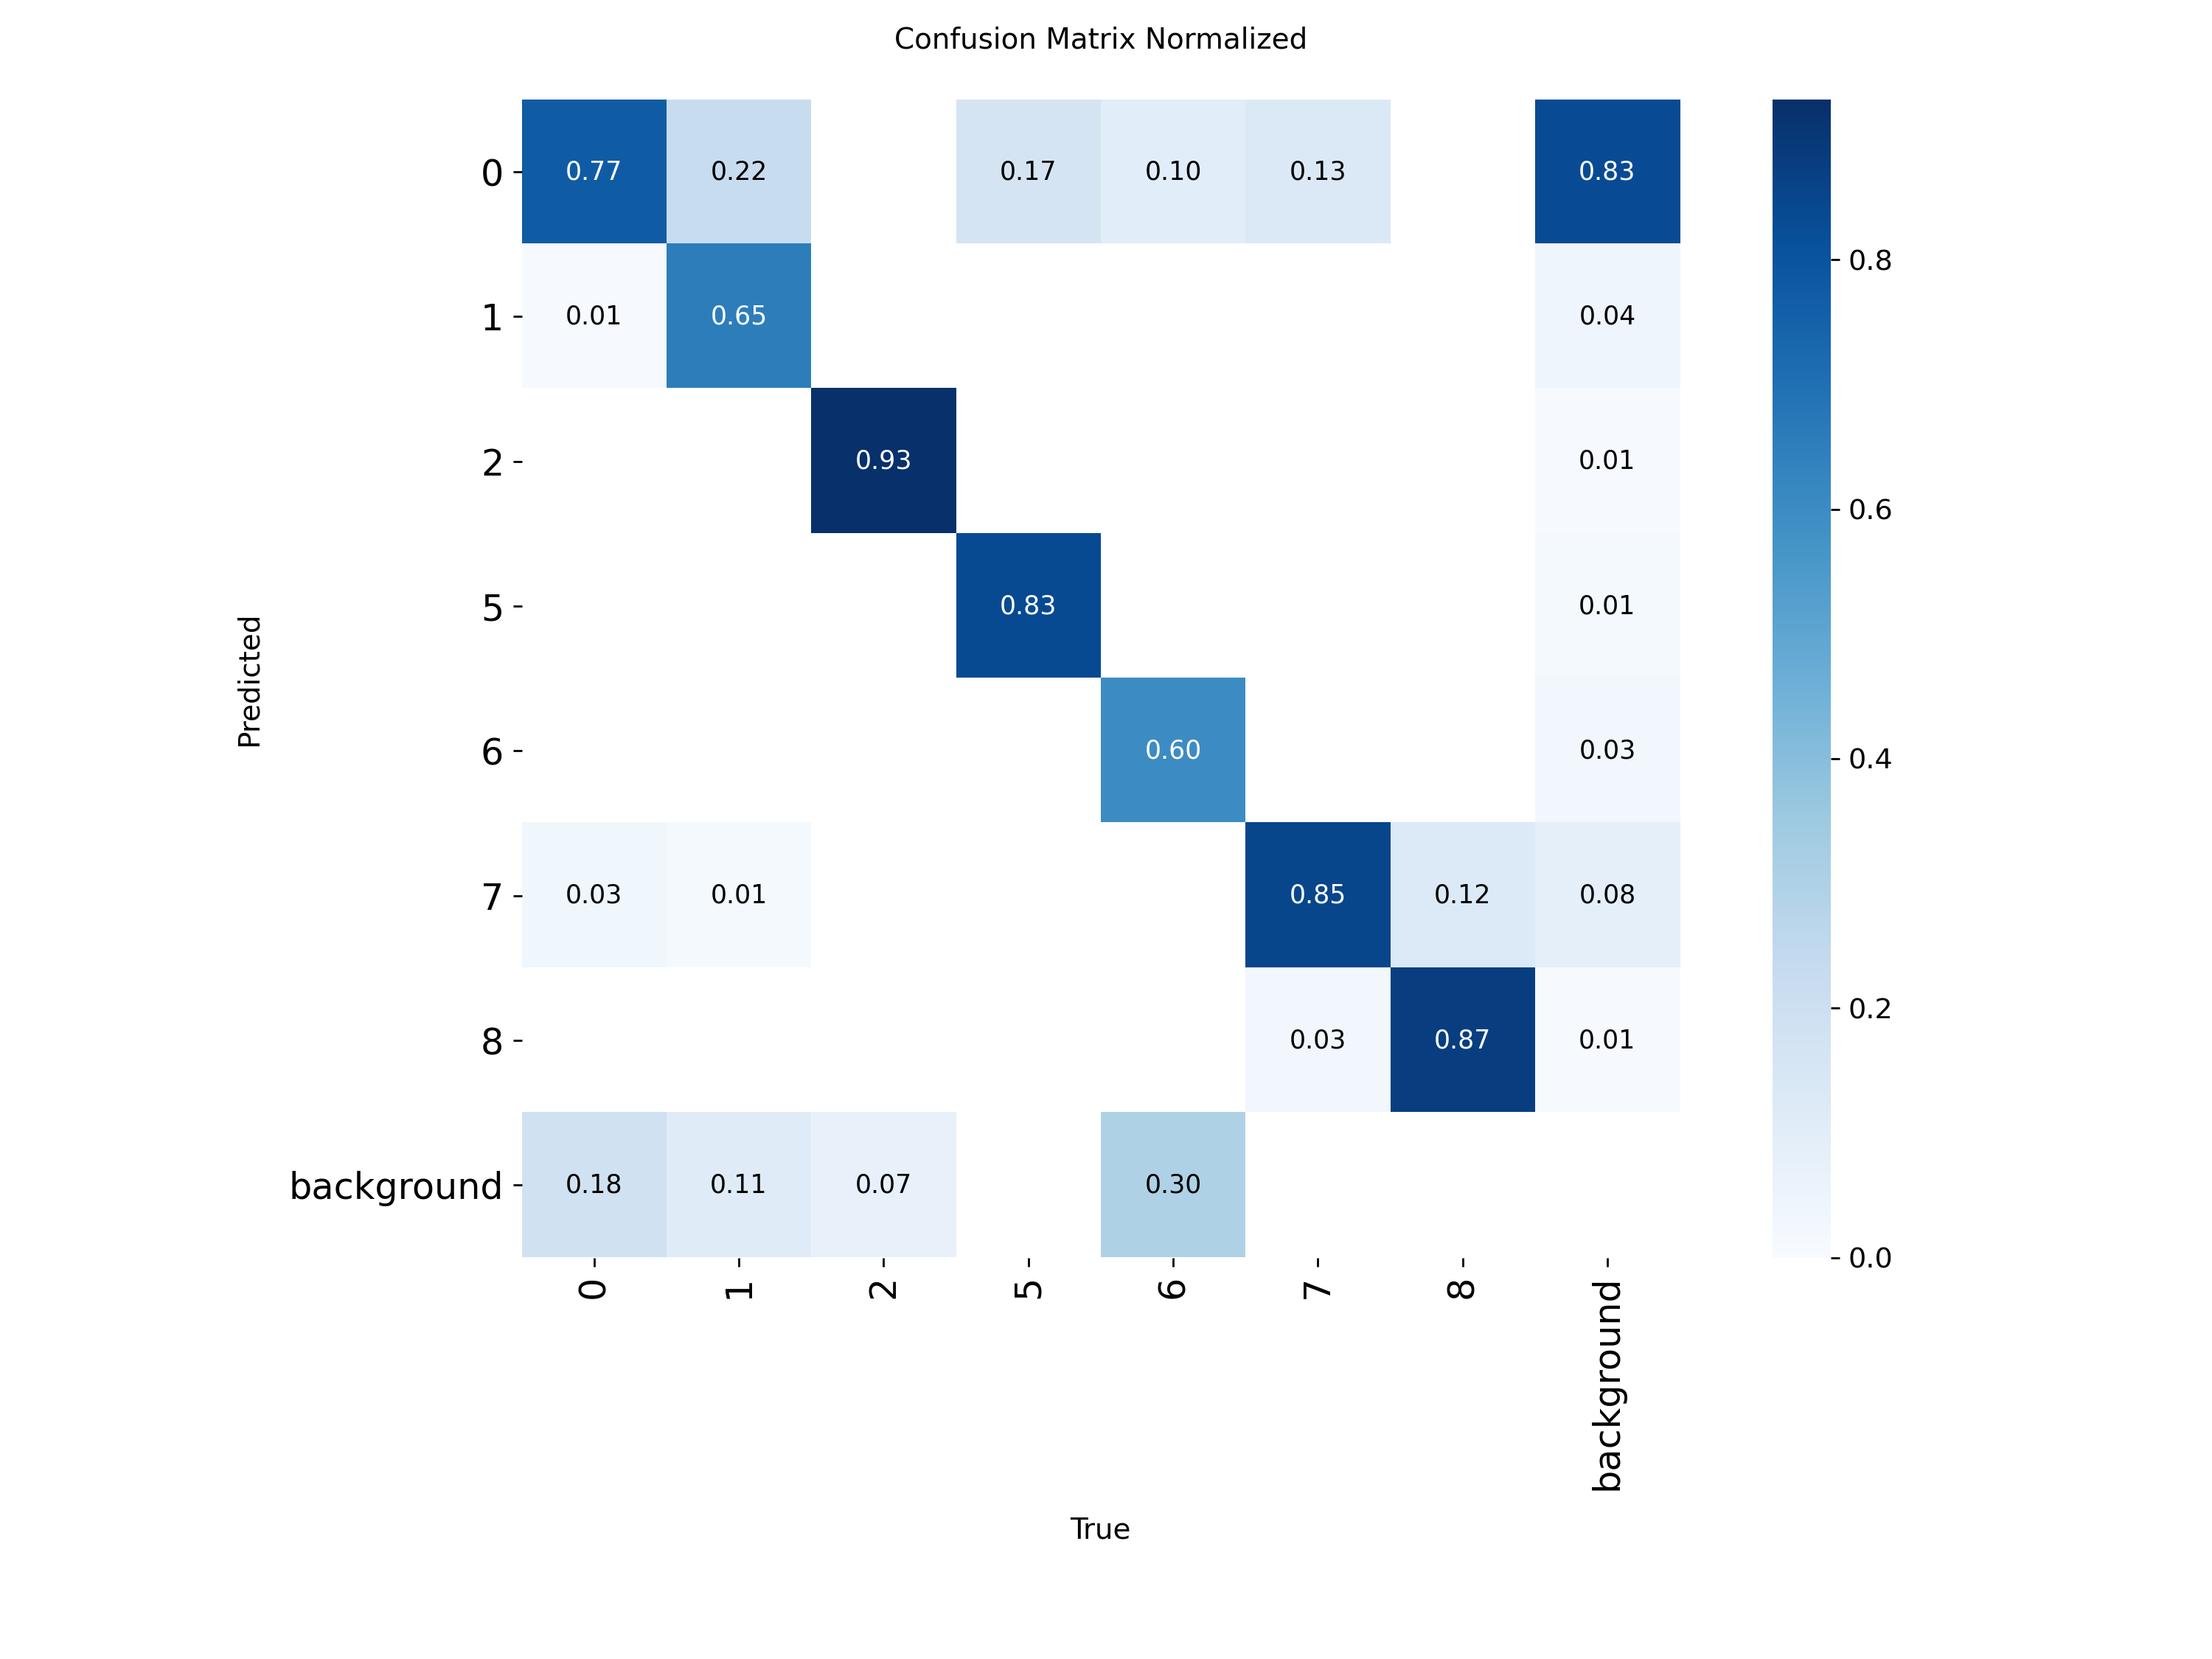 Confusion Matrix Normalized
0 0.77 0.22 0.17 0.10 0.13 0.83
0.8
1 0.01 0.65 0.04
2 0.93 0.01
0.6
5 0.83 0.01
Predicted
6 0.60 0.03
0.4
7 0.03 0.01 0.85 0.12 0.08
0.2
8 0.03 0.87 0.01
background 0.18 0.11 0.07 0.30
0.0
0 1 2 5 6 7 8 background
True